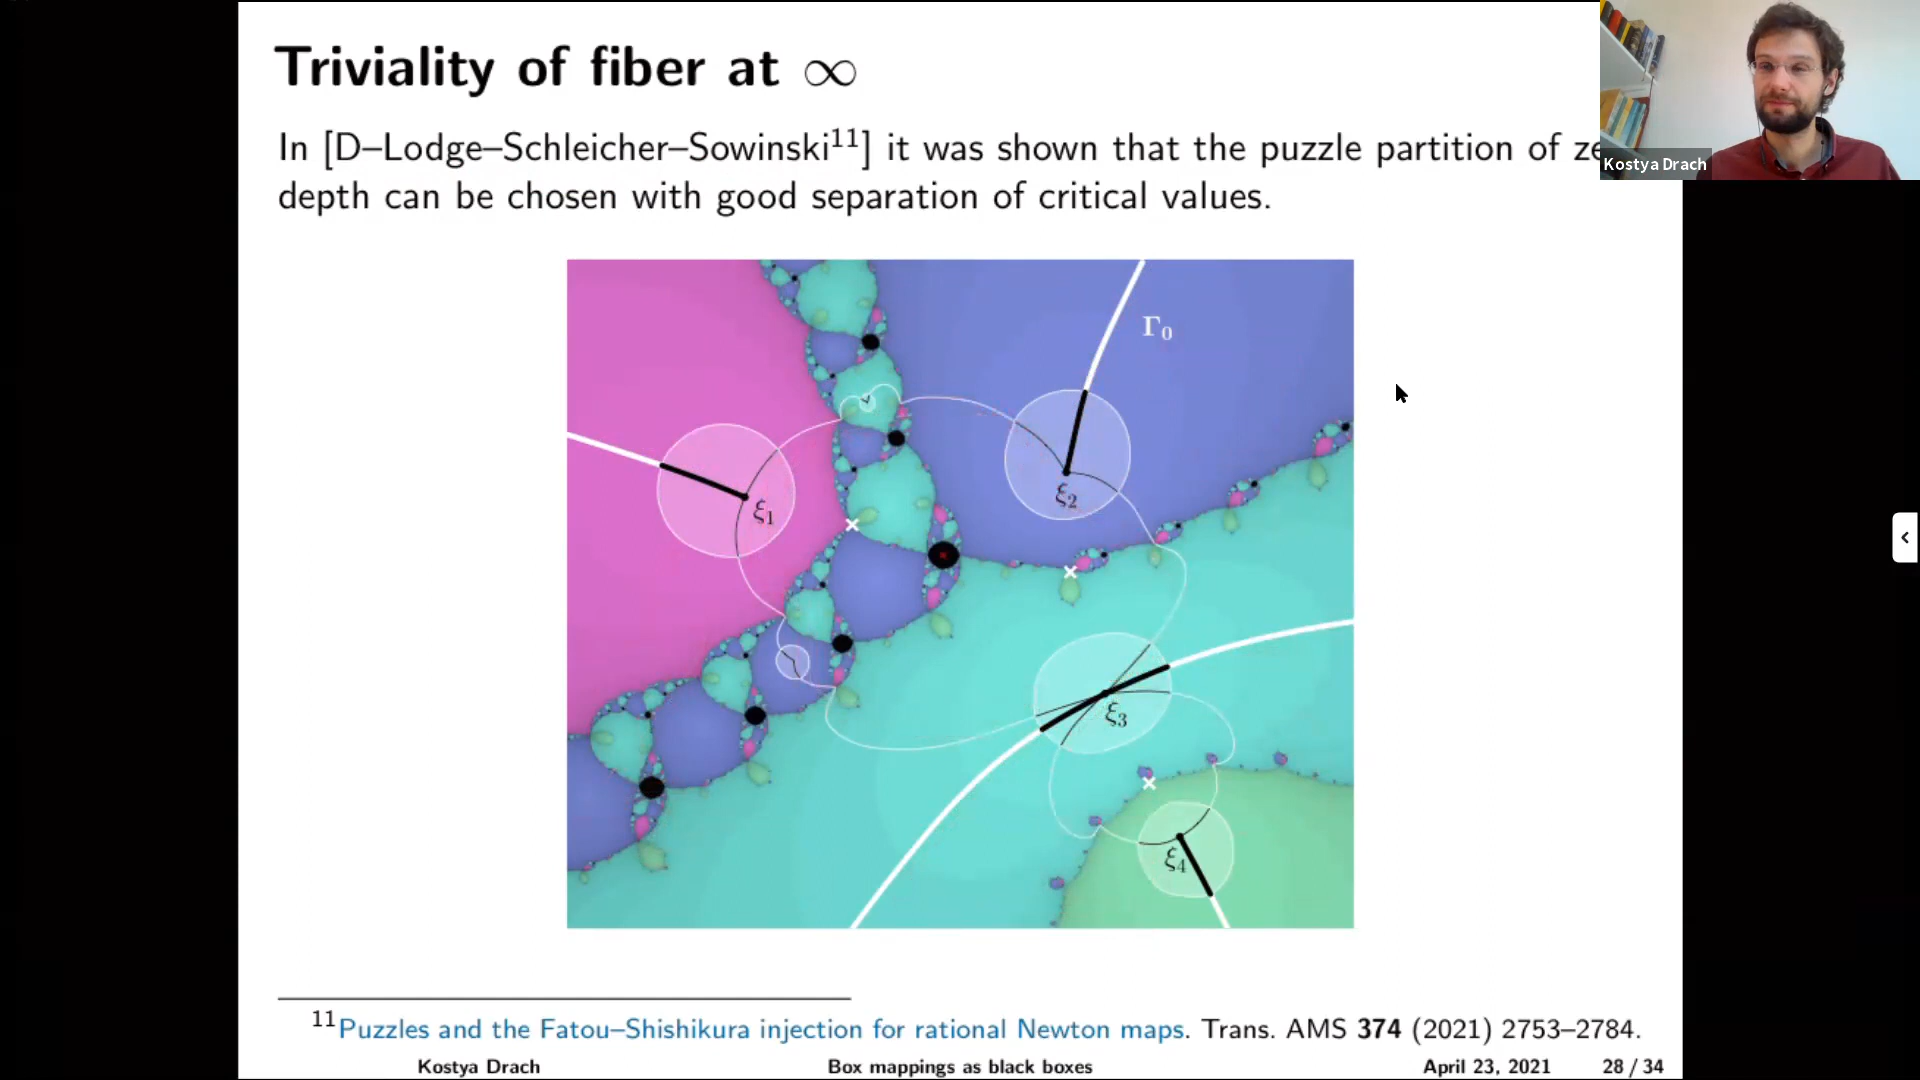 Triviality of fiber at ∞
In [D–Lodge–Schleicher–Sowinski¹¹] it was shown that the puzzle partition of
depth can be chosen with good separation of critical values.
Kostya Drach
Γ₀
ξ₁
ξ₂
ξ₃
ξ₄
¹¹Puzzles and the Fatou–Shishikura injection for rational Newton maps. Trans. AMS 374 (2021) 2753–2784.
Kostya Drach Box mappings as black boxes April 23, 2021 28 / 34